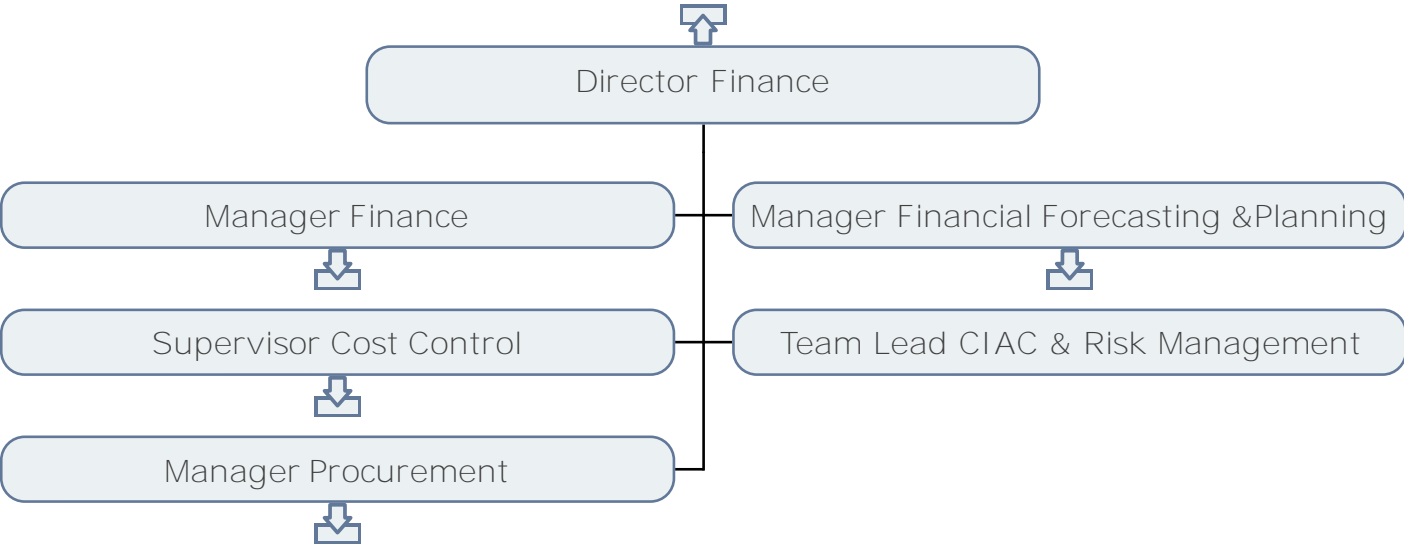 Director Finance
Manager Finance
Manager Financial Forecasting &Planning
Supervisor Cost Control
Team Lead CIAC & Risk Management
Manager Procurement